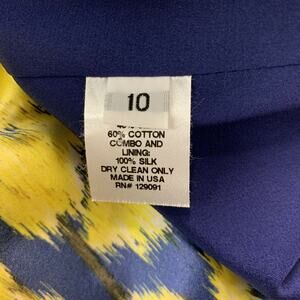 10
60% COTTON
COMBO AND
LINING:
100% SILK
DRY CLEAN ONLY
MADE IN USA
RN# 129091